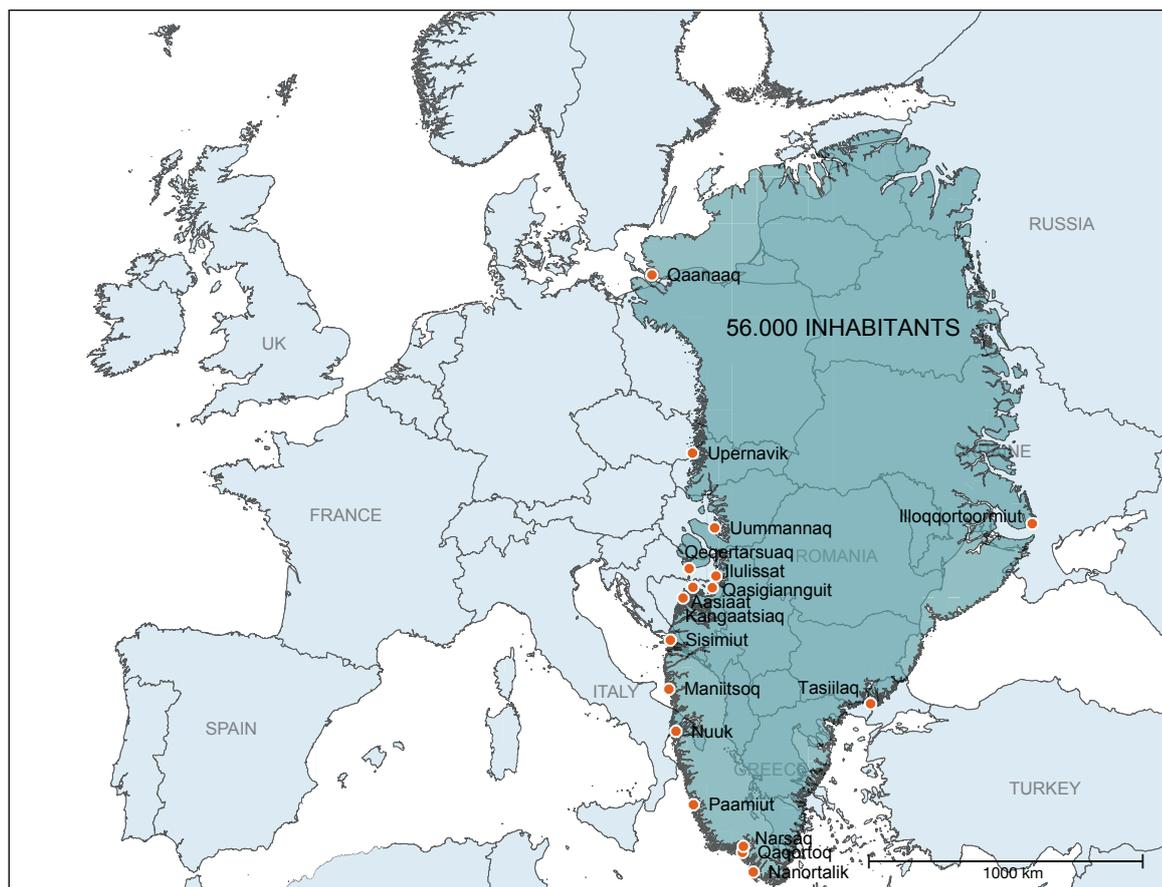 RUSSIA
Qaanaaq
56.000 INHABITANTS
UK
Upernavik
UKRAINE
FRANCE
Illoqqortoormiut
Uummannaq
Qeqertarsuaq
ROMANIA
Ilulissat
Qasigiannguit
Aasiaat
Kangaatsiaq
Sisimiut
ITALY
Maniitsoq
Tasiilaq
SPAIN
Nuuk
GREECE
TURKEY
Paamiut
Narsaq
Qaqortoq
Nanortalik
1000 km